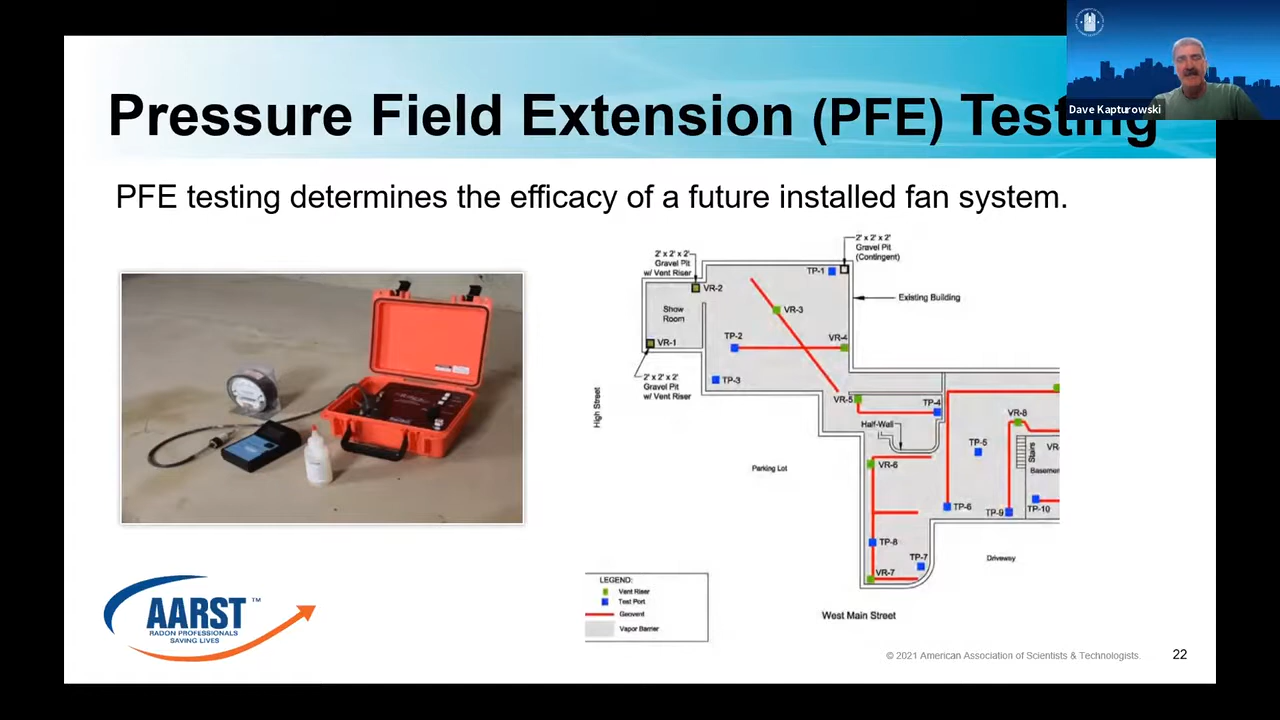 Dave Kapturowski
Pressure Field Extension (PFE) Testing
PFE testing determines the efficacy of a future installed fan system.
2' x 2' x 2'
Gravel Pit
(Contingent)
2' x 2' x 2'
Gravel Pit
w/ Vent Riser
TP-1
VR-2
Existing Building
Show
Room
VR-3
TP-2
VR-4
VR-1
2' x 2' x 2'
Gravel Pit
w/ Vent Riser
TP-3
High Street
VR-5
TP-4
Half-Wall
VR-8
TP-5
Stairs
VR-
Basemen
Parking Lot
VR-6
TP-6
TP-9
TP-10
TP-8
TP-7
VR-7
Driveway
West Main Street
LEGEND:
Vent Riser
Test Port
Geovent
Vapor Barrier
AARST™
RADON PROFESSIONALS
SAVING LIVES
© 2021 American Association of Scientists & Technologists.
22